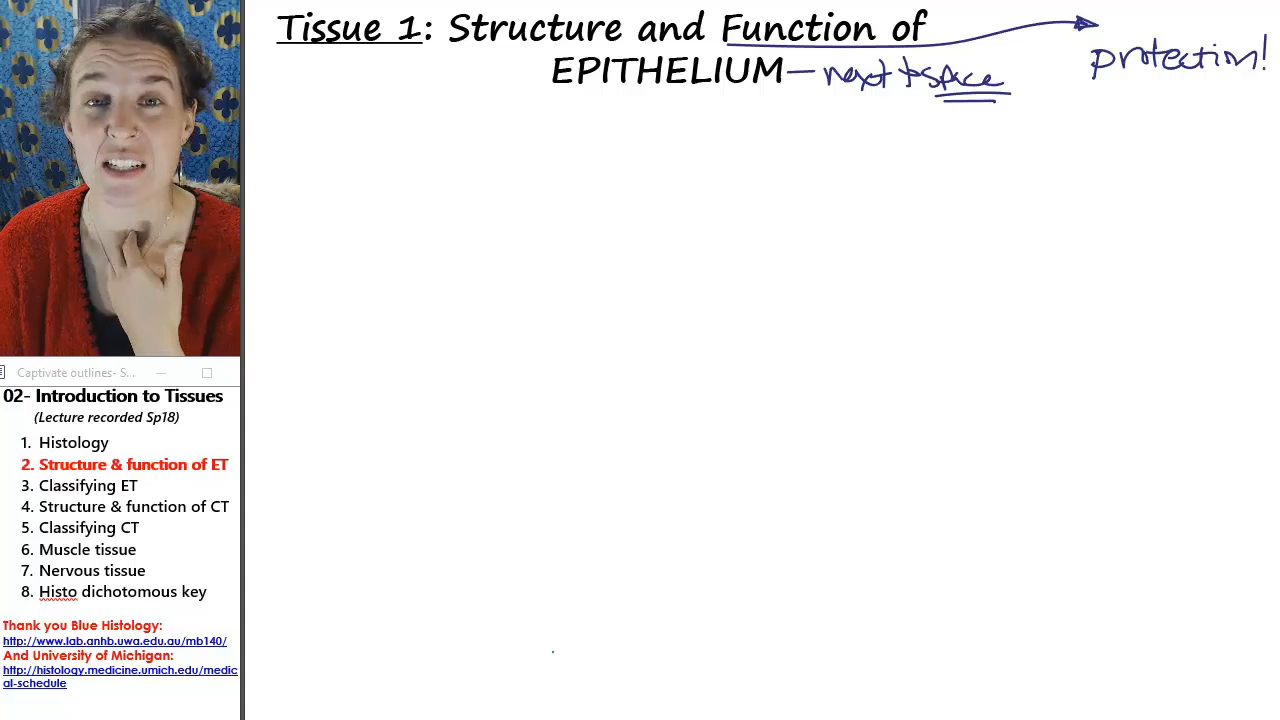 Tissue 1: Structure and Function of
EPITHELIUM — next to space
protection!
Captivate outlines- S...
02- Introduction to Tissues
(Lecture recorded Sp18)
1. Histology
2. Structure & function of ET
3. Classifying ET
4. Structure & function of CT
5. Classifying CT
6. Muscle tissue
7. Nervous tissue
8. Histo dichotomous key
Thank you Blue Histology:
http://www.lab.anhb.uwa.edu.au/mb140/
And University of Michigan:
http://histology.medicine.umich.edu/medic
al-schedule